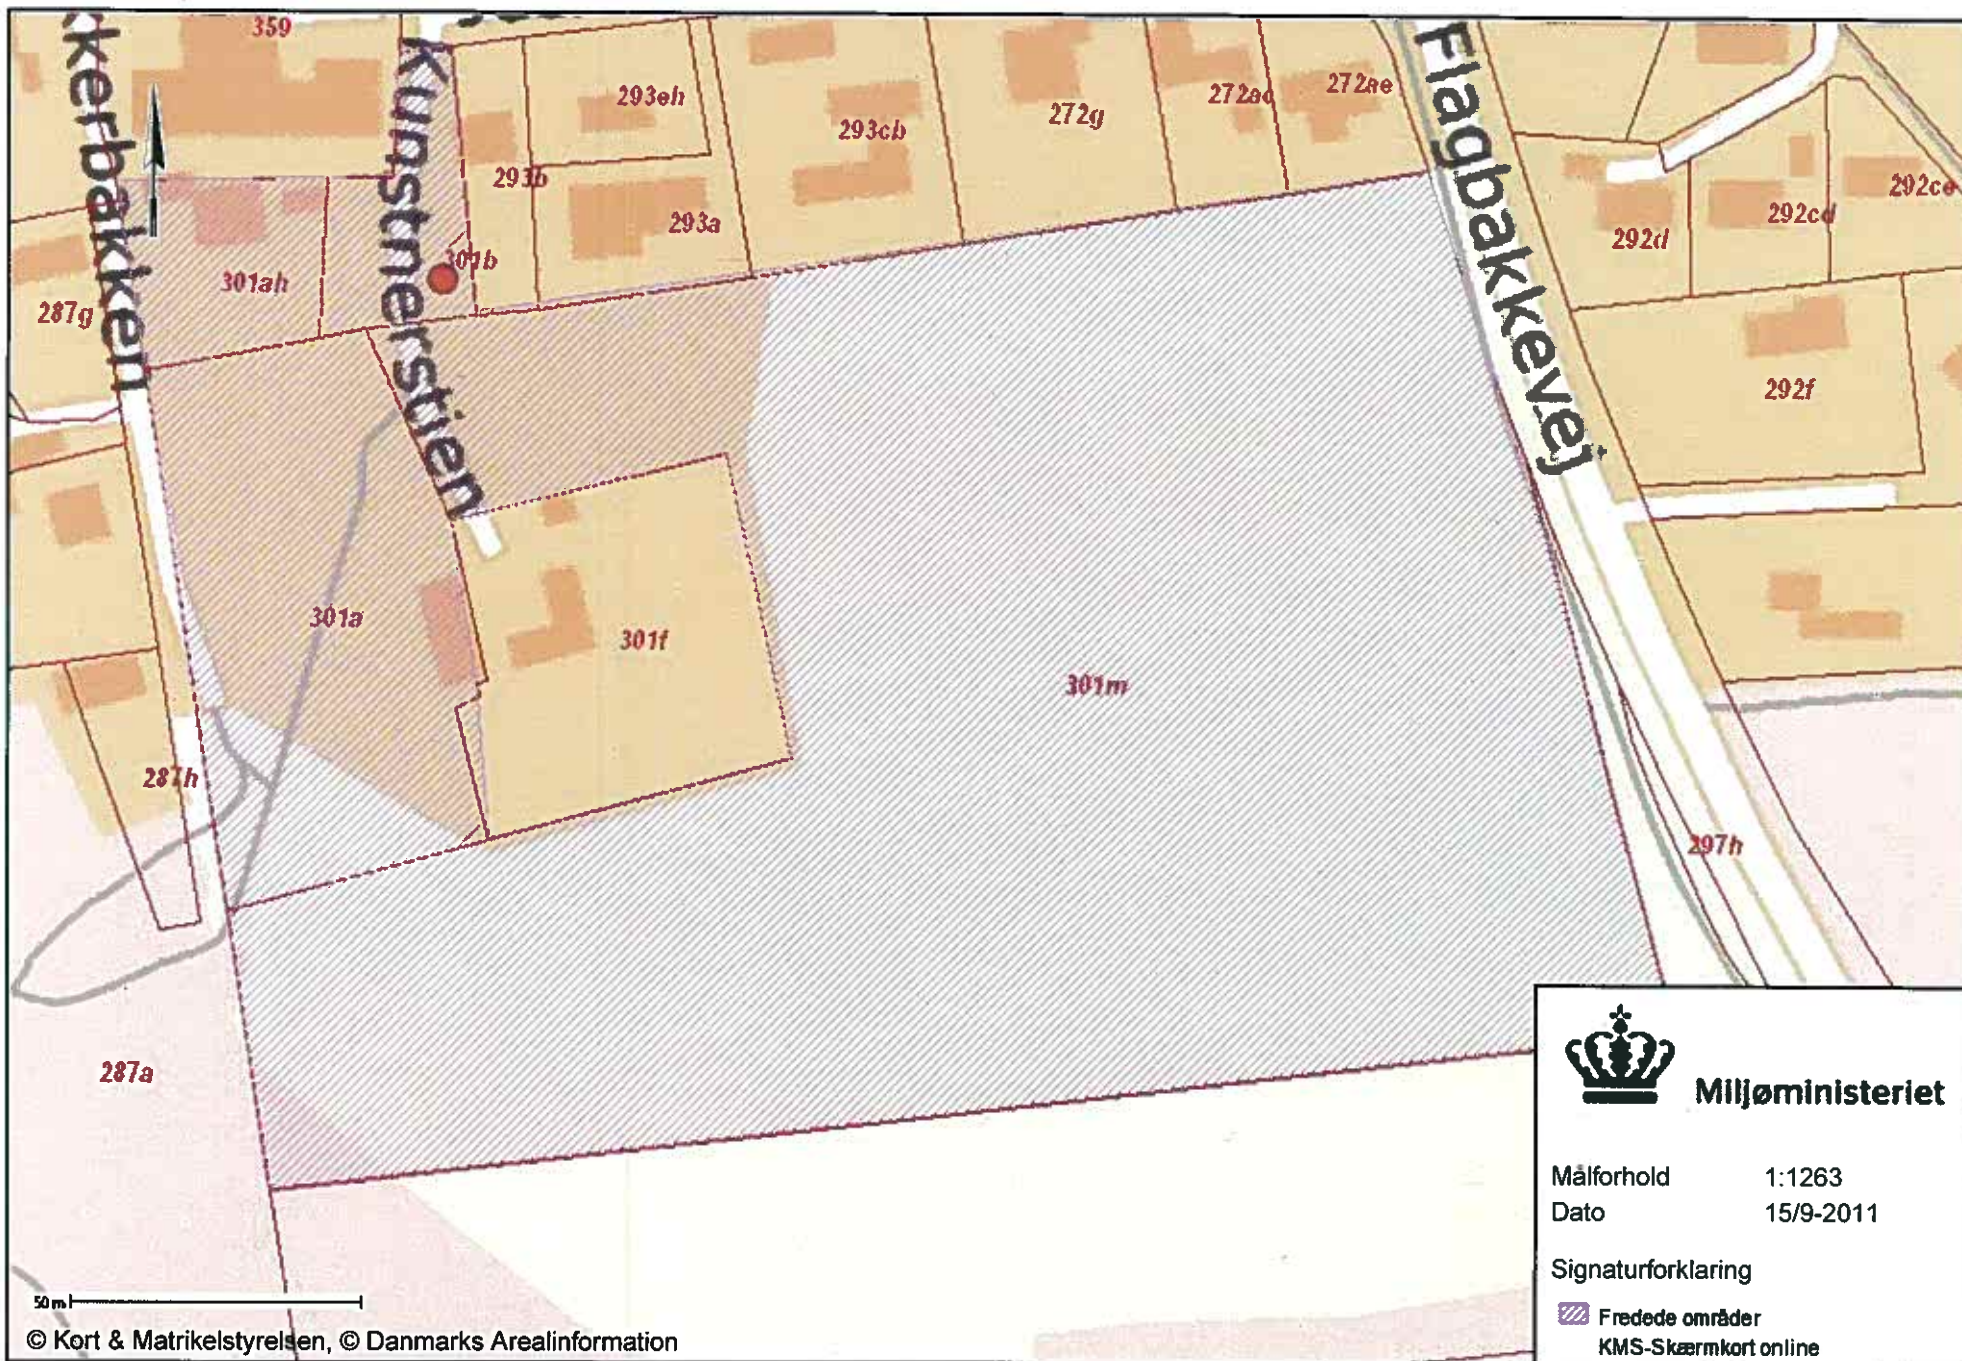 359
kerbakken
Kunstnerstien
Flagbakkevej
293eh
293b
293a
293cb
272g
272ac
272ae
292d
292cd
292ce
292f
301ah
301b
287g
301a
301f
301m
287h
297h
287a
Miljøministeriet
Målforhold 1:1263
Dato 15/9-2011
Signaturforklaring
Fredede områder
KMS-Skærmkort online
50 m
© Kort & Matrikelstyrelsen, © Danmarks Arealinformation